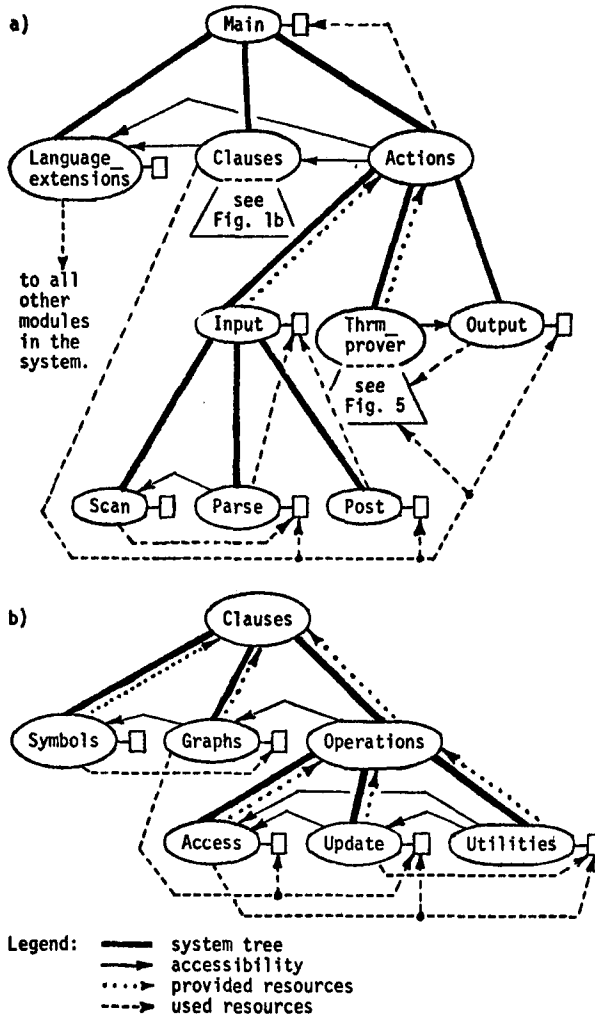 a)
Main
Language_
extensions
Clauses
Actions
see
Fig. 1b
to all
other
modules
in the
system.
Input
Thrm_
prover
Output
see
Fig. 5
Scan
Parse
Post
b)
Clauses
Symbols
Graphs
Operations
Access
Update
Utilities
Legend:
system tree
accessibility
provided resources
used resources